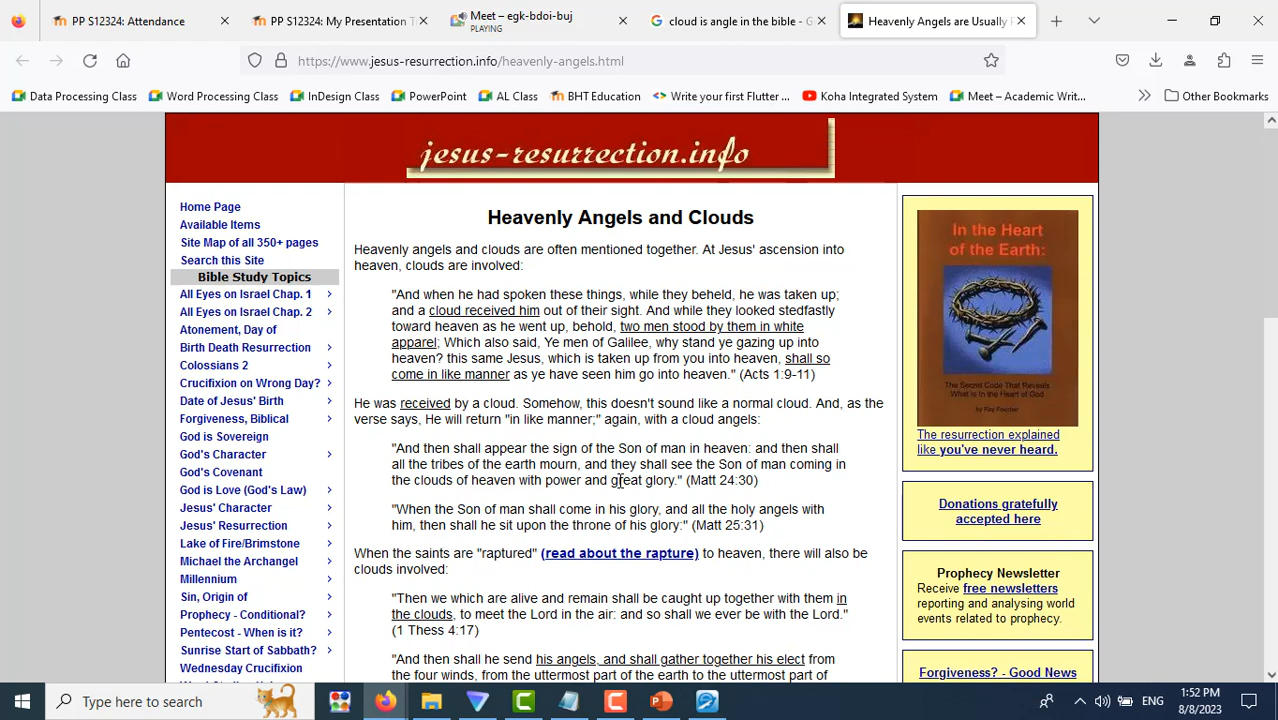 PP S12324: Attendance
PP S12324: My Presentation T
Meet – egk-bdoi-buj
PLAYING
cloud is angle in the bible - G
Heavenly Angels are Usually
https://www.jesus-resurrection.info/heavenly-angels.html
Data Processing Class
Word Processing Class
InDesign Class
PowerPoint
AL Class
BHT Education
Write your first Flutter ...
Koha Integrated System
Meet – Academic Writ...
Other Bookmarks
jesus-resurrection.info
Home Page
Available Items
Site Map of all 350+ pages
Search this Site
Bible Study Topics
All Eyes on Israel Chap. 1
All Eyes on Israel Chap. 2
Atonement, Day of
Birth Death Resurrection
Colossians 2
Crucifixion on Wrong Day?
Date of Jesus' Birth
Forgiveness, Biblical
God is Sovereign
God's Character
God's Covenant
God is Love (God's Law)
Jesus' Character
Jesus' Resurrection
Lake of Fire/Brimstone
Michael the Archangel
Millennium
Sin, Origin of
Prophecy - Conditional?
Pentecost - When is it?
Sunrise Start of Sabbath?
Wednesday Crucifixion
Heavenly Angels and Clouds
Heavenly angels and clouds are often mentioned together. At Jesus' ascension into
heaven, clouds are involved:
"And when he had spoken these things, while they beheld, he was taken up;
and a cloud received him out of their sight. And while they looked stedfastly
toward heaven as he went up, behold, two men stood by them in white
apparel; Which also said, Ye men of Galilee, why stand ye gazing up into
heaven? this same Jesus, which is taken up from you into heaven, shall so
come in like manner as ye have seen him go into heaven." (Acts 1:9-11)
He was received by a cloud. Somehow, this doesn't sound like a normal cloud. And, as the
verse says, He will return "in like manner;" again, with a cloud angels:
"And then shall appear the sign of the Son of man in heaven: and then shall
all the tribes of the earth mourn, and they shall see the Son of man coming in
the clouds of heaven with power and great glory." (Matt 24:30)
"When the Son of man shall come in his glory, and all the holy angels with
him, then shall he sit upon the throne of his glory:" (Matt 25:31)
When the saints are "raptured" (read about the rapture) to heaven, there will also be
clouds involved:
"Then we which are alive and remain shall be caught up together with them in
the clouds, to meet the Lord in the air: and so shall we ever be with the Lord."
(1 Thess 4:17)
"And then shall he send his angels, and shall gather together his elect from
the four winds, from the uttermost part of the earth to the uttermost part of
In the Heart
of the Earth:
The Secret Code That Reveals
What is In the Heart of God
by Ray Foucher
The resurrection explained
like you've never heard.
Donations gratefully
accepted here
Prophecy Newsletter
Receive free newsletters
reporting and analysing world
events related to prophecy.
Forgiveness? - Good News
Type here to search
ENG
1:52 PM
8/8/2023